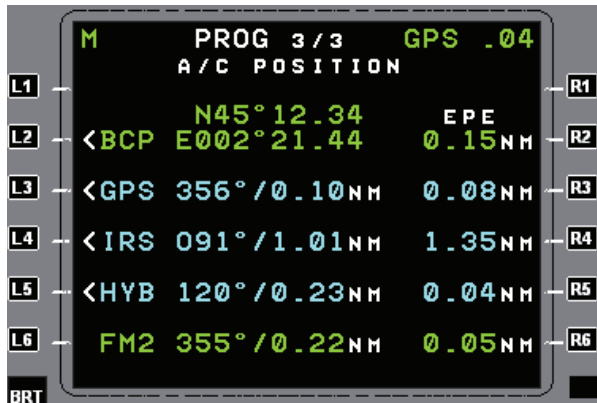 M PROG 3/3 GPS .04
A/C POSITION
L1 R1
N45°12.34 EPE
L2 <BCP E002°21.44 0.15NM R2
L3 <GPS 356°/0.10NM 0.08NM R3
L4 <IRS 091°/1.01NM 1.35NM R4
L5 <HYB 120°/0.23NM 0.04NM R5
L6 FM2 355°/0.22NM 0.05NM R6
BRT